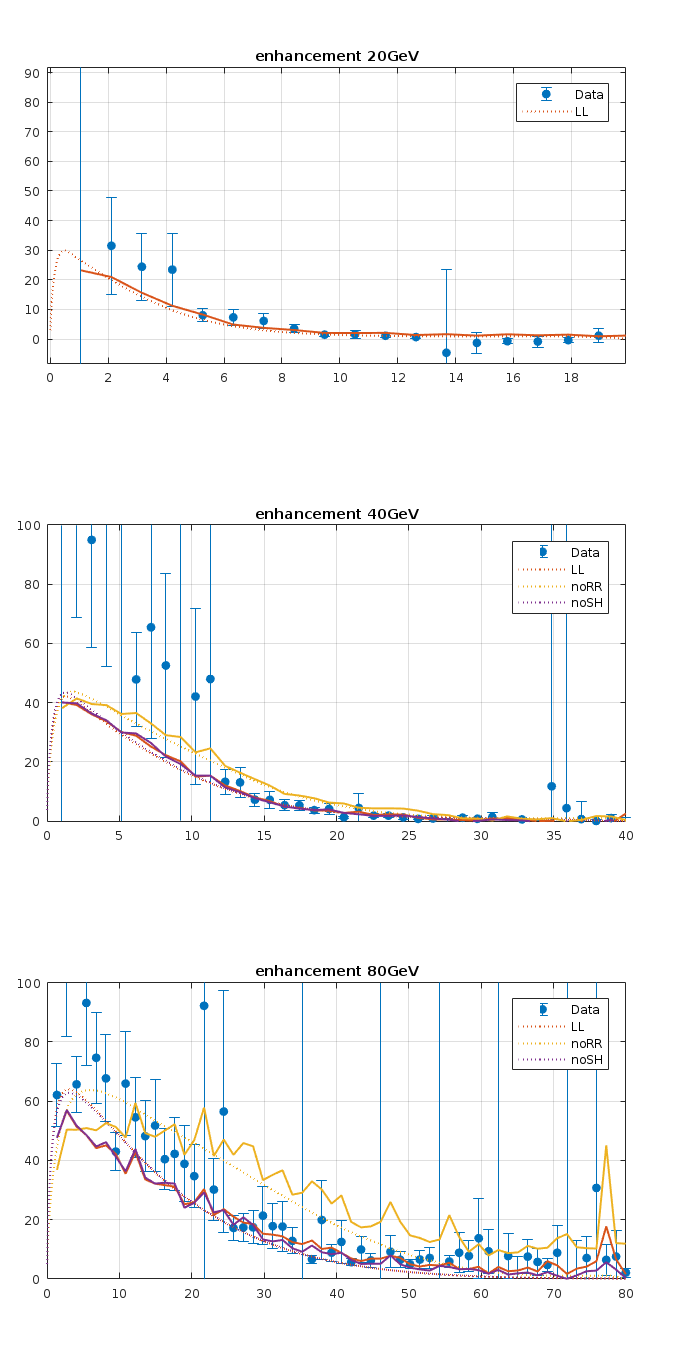 enhancement 20GeV
90
80
70
60
50
40
30
20
10
0
0 2 4 6 8 10 12 14 16 18
Data
LL
enhancement 40GeV
100
80
60
40
20
0
0 5 10 15 20 25 30 35 40
Data
LL
noRR
noSH
enhancement 80GeV
100
80
60
40
20
0
0 10 20 30 40 50 60 70 80
Data
LL
noRR
noSH